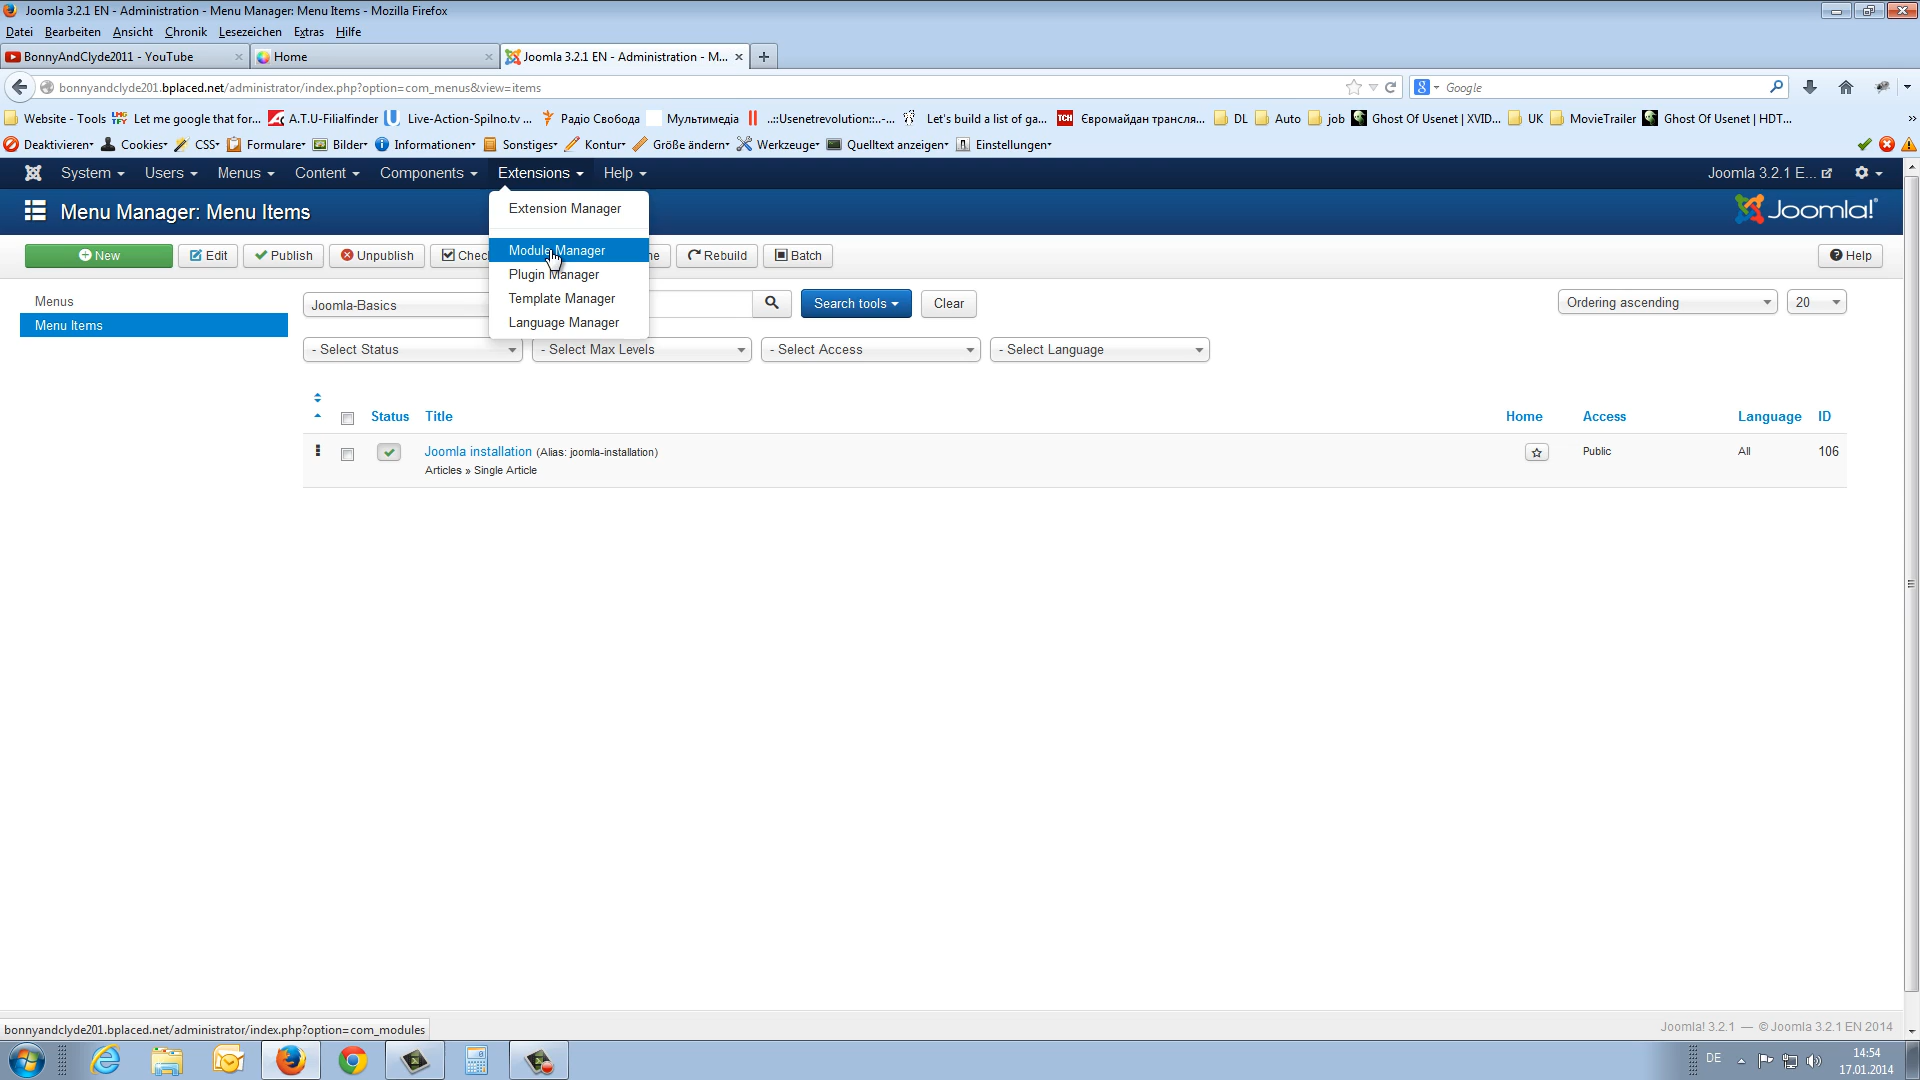 Joomla 3.2.1 EN - Administration - Menu Manager: Menu Items - Mozilla Firefox
Datei Bearbeiten Ansicht Chronik Lesezeichen Extras Hilfe
BonnyAndClyde2011 - YouTube Home Joomla 3.2.1 EN - Administration - M...
bonnyandclyde201.bplaced.net/administrator/index.php?option=com_menus&view=items Google
Website - Tools Let me google that for... A.T.U-Filialfinder Live-Action-Spilno.tv ... Радіо Свобода Мультимедіа ..::Usenetrevolution::..-... Let's build a list of ga... Євромайдан трансля... DL Auto job Ghost Of Usenet | XVID... UK MovieTrailer Ghost Of Usenet | HDT...
Deaktivieren Cookies CSS Formulare Bilder Informationen Sonstiges Kontur Größe ändern Werkzeuge Quelltext anzeigen Einstellungen
System Users Menus Content Components Extensions Help Joomla 3.2.1 E...
Menu Manager: Menu Items Joomla!
Extension Manager
Module Manager
Plugin Manager
Template Manager
Language Manager
New Edit Publish Unpublish Rebuild Batch Help
Menus
Menu Items
Joomla-Basics Search tools Clear Ordering ascending 20
- Select Status - Select Max Levels - Select Access - Select Language
Status Title Home Access Language ID
Joomla installation (Alias: joomla-installation) Public All 106
Articles » Single Article
bonnyandclyde201.bplaced.net/administrator/index.php?option=com_modules
Joomla! 3.2.1 — © Joomla 3.2.1 EN 2014
DE 14:54
17.01.2014